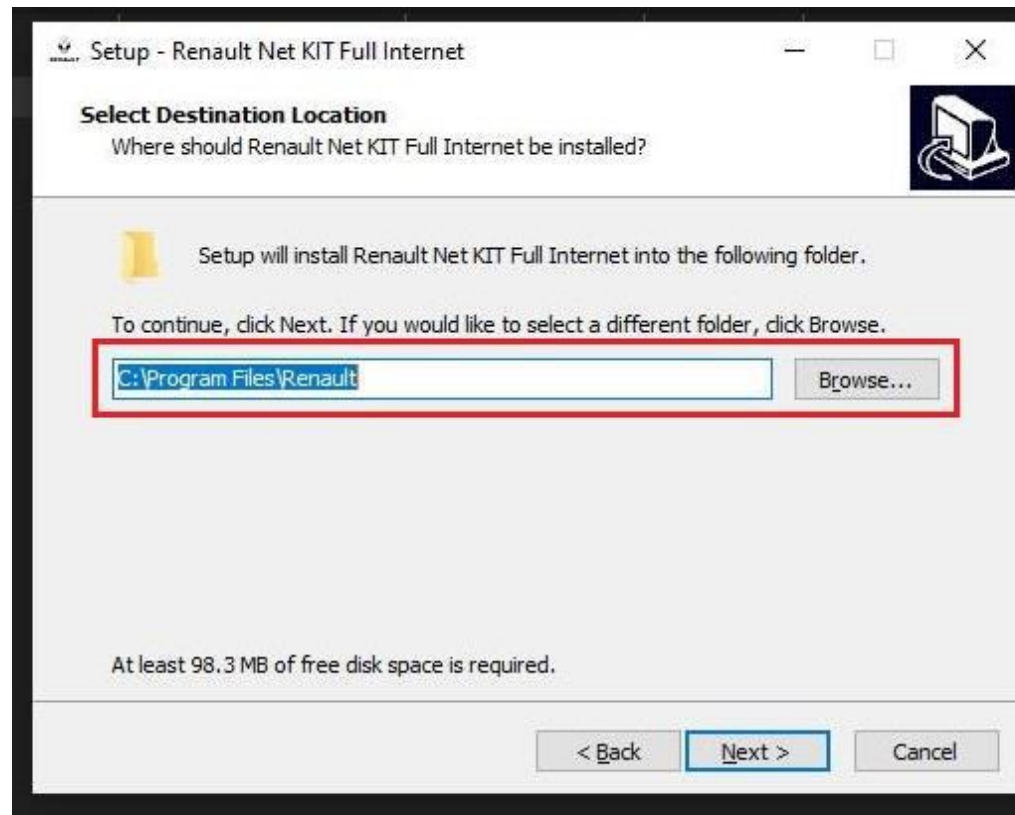 Setup - Renault Net KIT Full Internet
Select Destination Location
Where should Renault Net KIT Full Internet be installed?
Setup will install Renault Net KIT Full Internet into the following folder.
To continue, click Next. If you would like to select a different folder, click Browse.
C:\Program Files\Renault
Browse...
At least 98.3 MB of free disk space is required.
< Back
Next >
Cancel